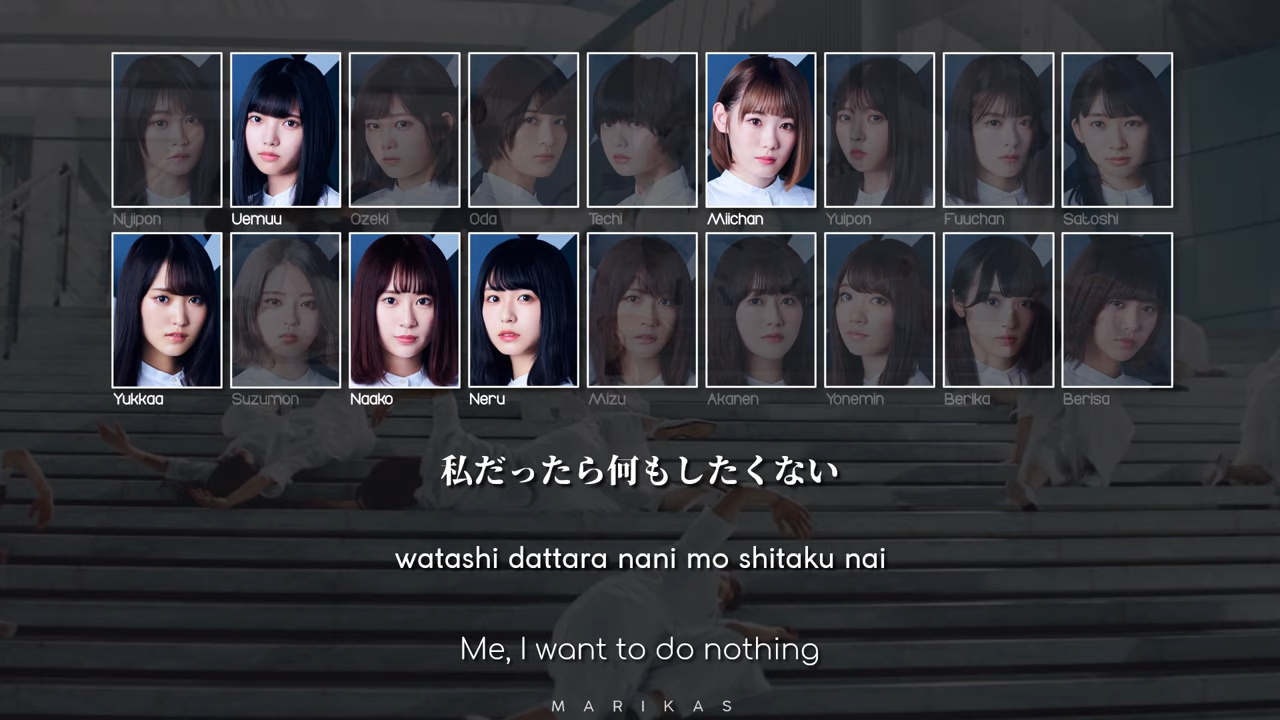 Nijipon Uemuu Ozeki Oda Techi Miichan Yuipon Fuuchan Satoshi
Yukkaa Suzumon Naako Neru Mizu Akanen Yonemin Berika Berisa
私だったら何もしたくない
watashi dattara nani mo shitaku nai
Me, I want to do nothing
MARIKAS